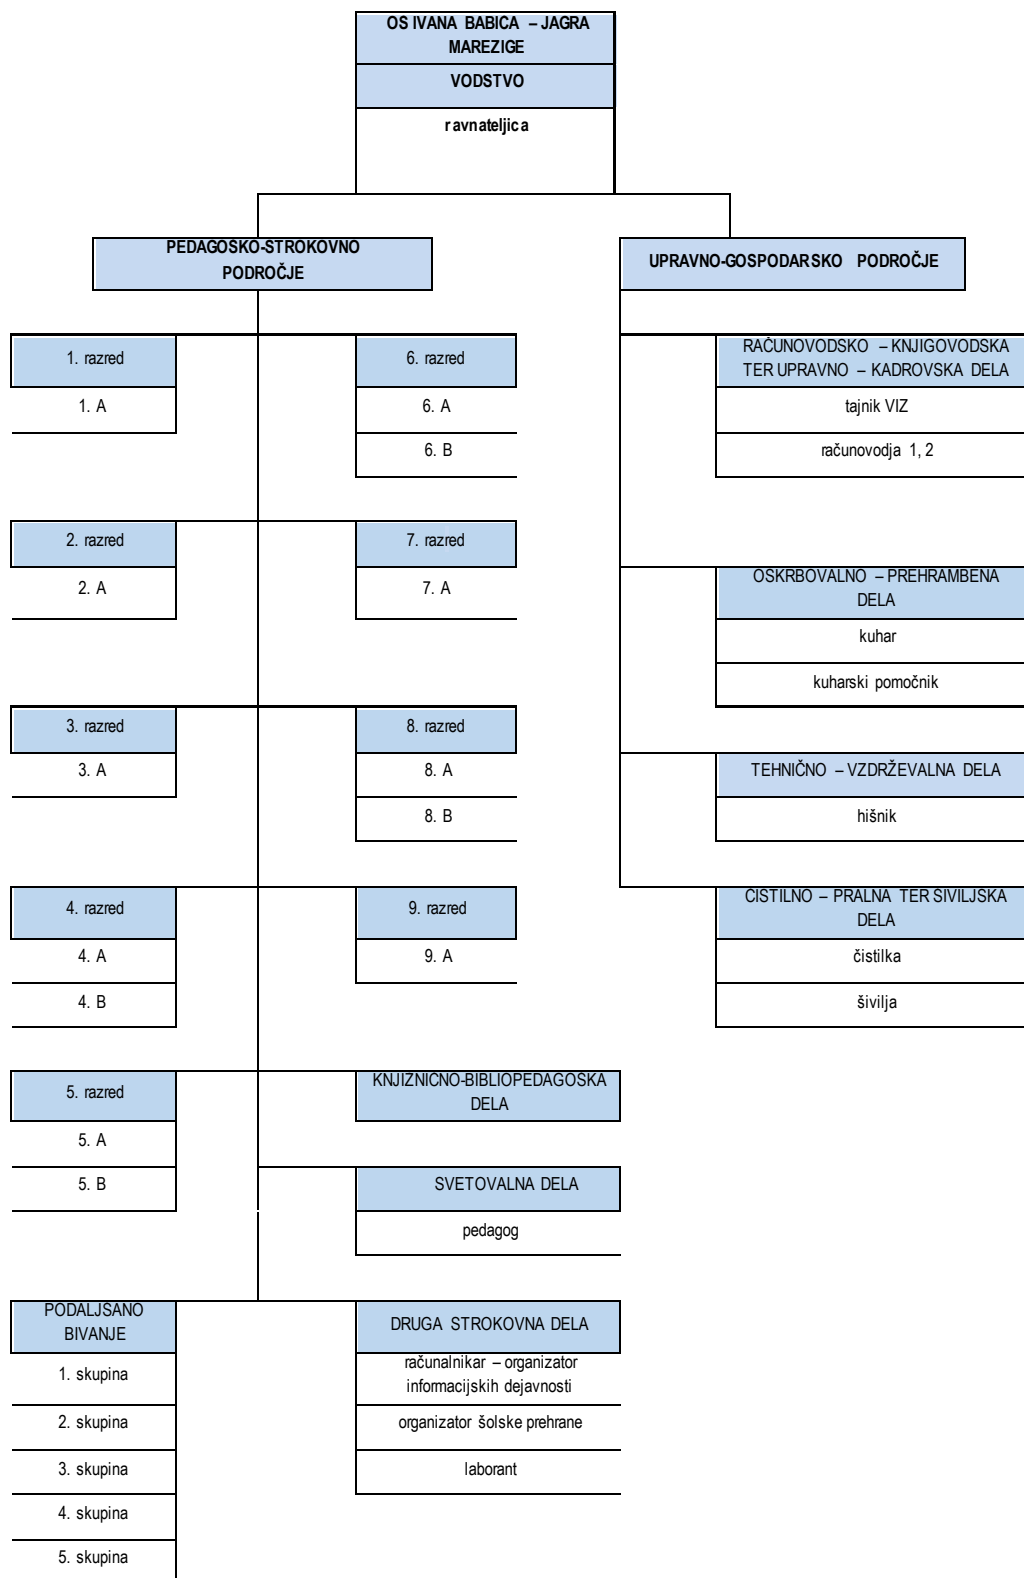 OS IVANA BABICA – JAGRA
MAREZIGE
VODSTVO
ravnateljica
PEDAGOSKO-STROKOVNO
PODROČJE
UPRAVNO-GOSPODARSKO PODROČJE
1. razred
1. A
2. razred
2. A
3. razred
3. A
4. razred
4. A
4. B
5. razred
5. A
5. B
PODALJSANO
BIVANJE
1. skupina
2. skupina
3. skupina
4. skupina
5. skupina
6. razred
6. A
6. B
7. razred
7. A
8. razred
8. A
8. B
9. razred
9. A
KNJIZNICNO-BIBLIOPEDAGOSKA
DELA
SVETOVALNA DELA
pedagog
DRUGA STROKOVNA DELA
računalnikar – organizator
informacijskih dejavnosti
organizator šolske prehrane
laborant
RAČUNOVODSKO – KNJIGOVODSKA
TER UPRAVNO – KADROVSKA DELA
tajnik VIZ
računovodja 1, 2
OSKRBOVALNO – PREHRAMBENA
DELA
kuhar
kuharski pomočnik
TEHNIČNO – VZDRŽEVALNA DELA
hišnik
CISTILNO – PRALNA TER SIVILJSKA
DELA
čistilka
šivilja